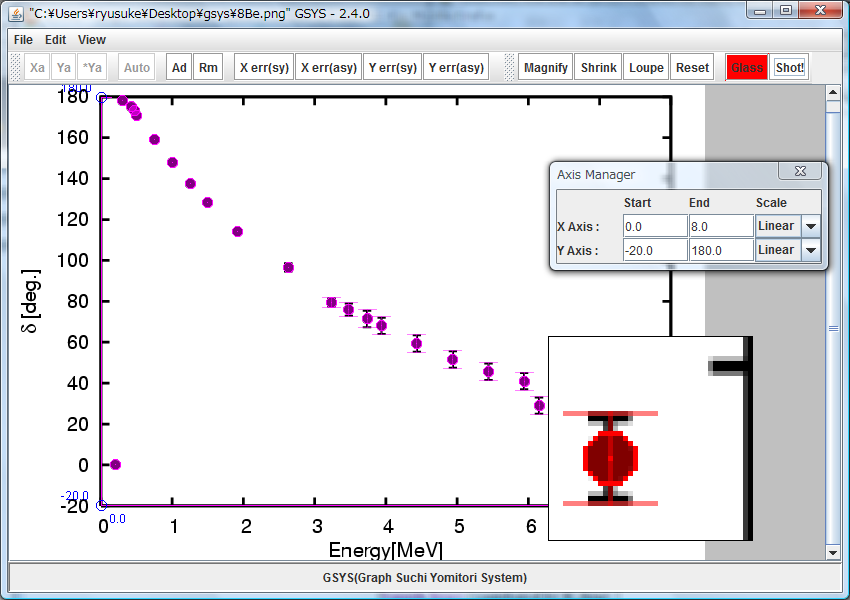 "C:¥Users¥ryusuke¥Desktop¥gsys¥8Be.png" GSYS - 2.4.0
File Edit View
Xa Ya *Ya Auto Ad Rm X err(sy) X err(asy) Y err(sy) Y err(asy) Magnify Shrink Loupe Reset Glass Shot!
180.0
180
160
140
120
100
80
60
40
20
0
-20.0
-20
δ [deg.]
0.0
0 1 2 3 4 5 6
Energy[MeV]
Axis Manager
Start End Scale
X Axis : 0.0 8.0 Linear
Y Axis : -20.0 180.0 Linear
GSYS(Graph Suchi Yomitori System)